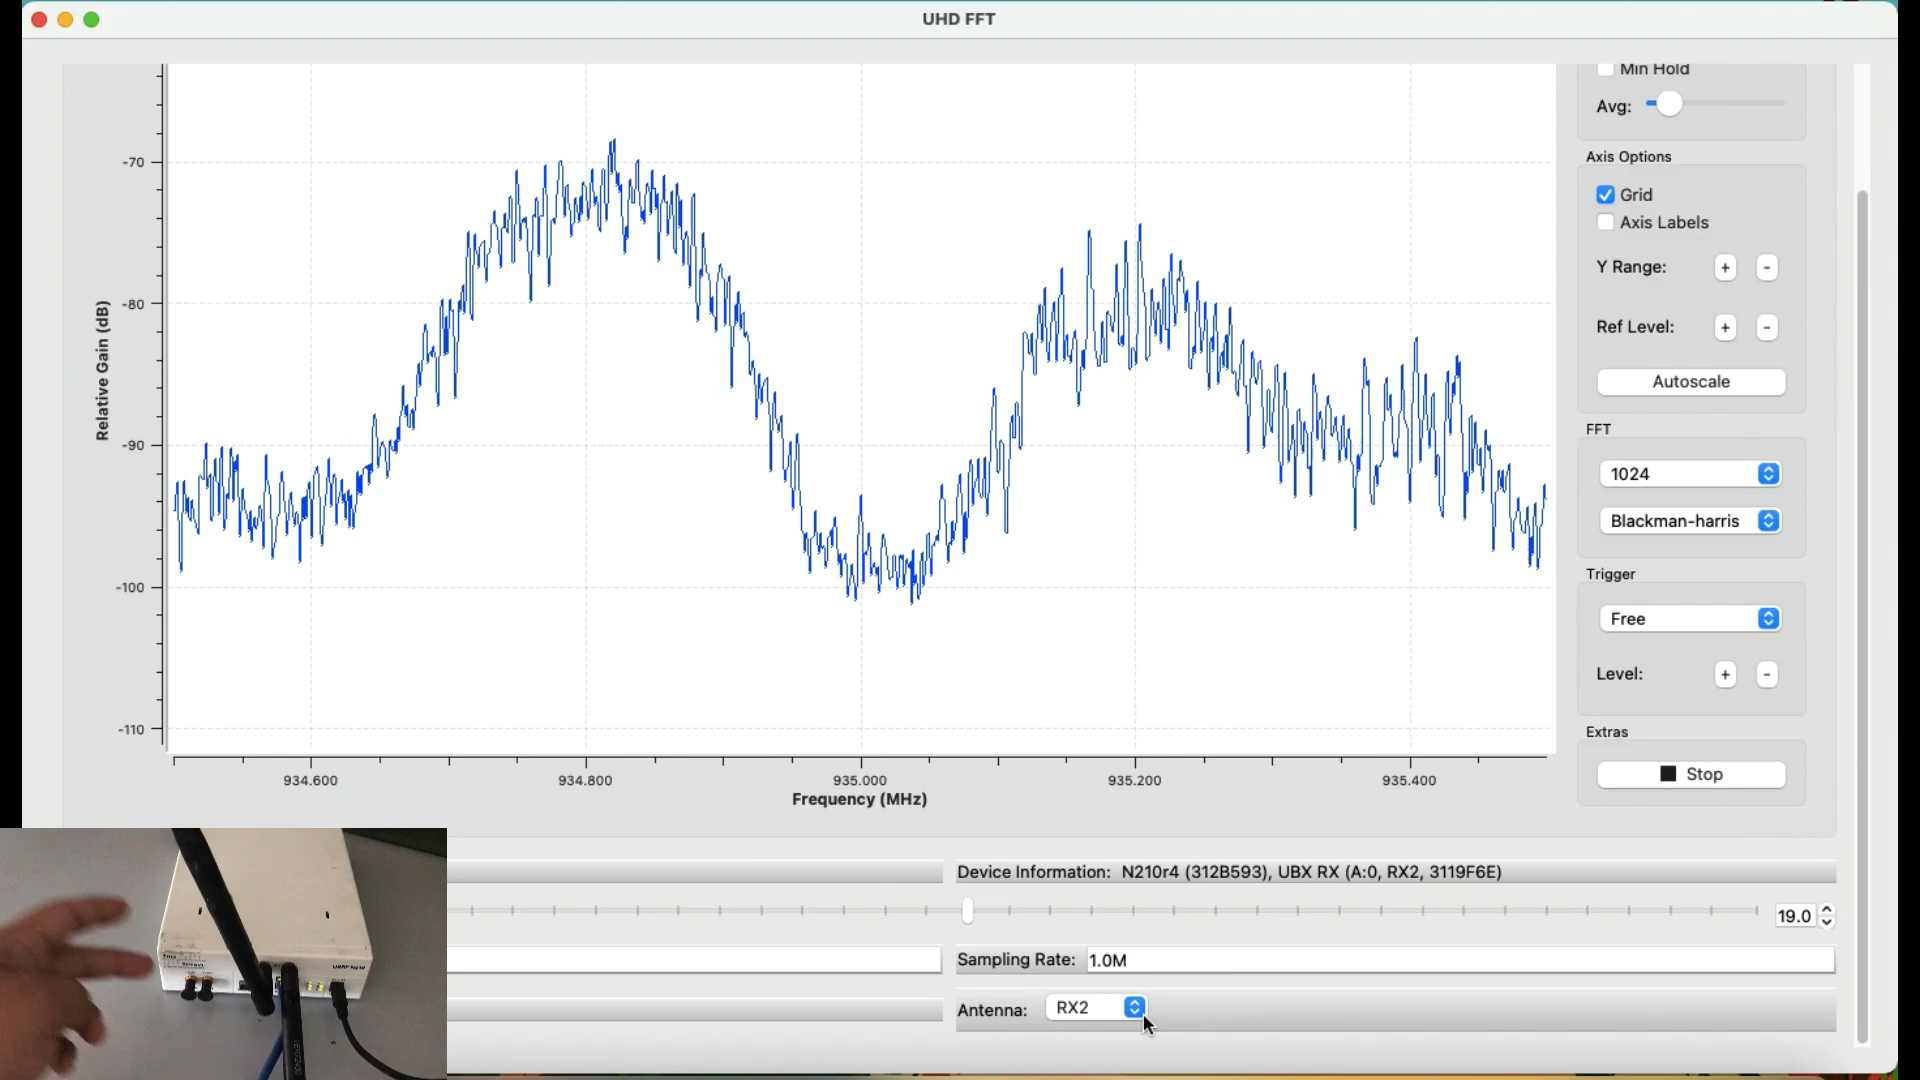 UHD FFT
Min Hold
Avg:
Axis Options
Grid
Axis Labels
Y Range: + -
Ref Level: + -
Autoscale
FFT
1024
Blackman-harris
Trigger
Free
Level: + -
Extras
Stop
Relative Gain (dB)
-70
-80
-90
-100
-110
934.600 934.800 935.000 935.200 935.400
Frequency (MHz)
Device Information: N210r4 (312B593), UBX RX (A:0, RX2, 3119F6E)
19.0
Sampling Rate: 1.0M
Antenna: RX2